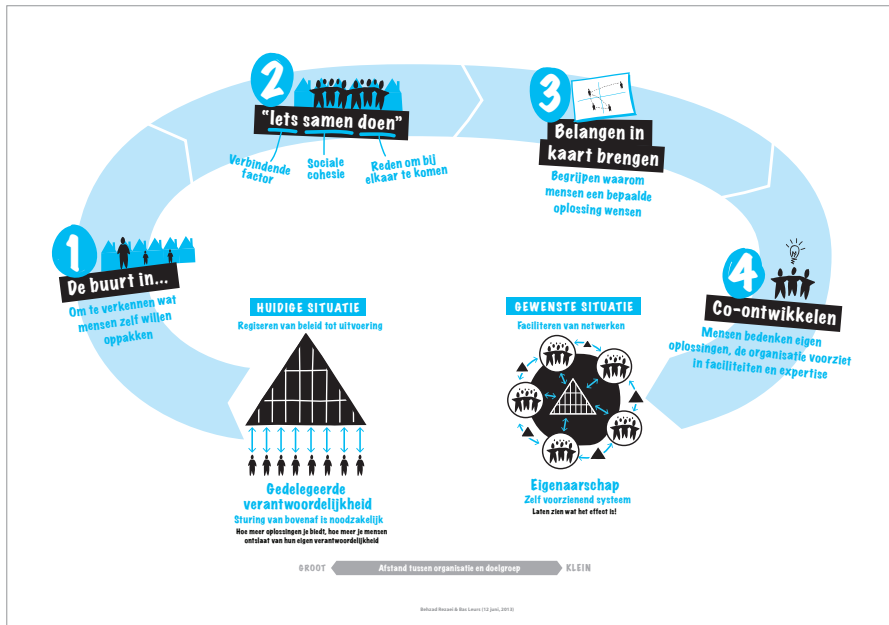 1
De buurt in...
Om te verkennen wat
mensen zelf willen
oppakken
2
"Iets samen doen"
Verbindende
factor
Sociale
cohesie
Reden om bij
elkaar te komen
3
Belangen in
kaart brengen
Begrijpen waarom
mensen een bepaalde
oplossing wensen
4
Co-ontwikkelen
Mensen bedenken eigen
oplossingen, de organisatie voorziet
in faciliteiten en expertise
HUIDIGE SITUATIE
Regiseren van beleid tot uitvoering
Gedelegeerde
verantwoordelijkheid
Sturing van bovenaf is noodzakelijk
Hoe meer oplossingen je biedt, hoe meer je mensen
ontslaat van hun eigen verantwoordelijkheid
GEWENSTE SITUATIE
Faciliteren van netwerken
Eigenaarschap
Zelf voorzienend systeem
Laten zien wat het effect is!
GROOT Afstand tussen organisatie en doelgroep KLEIN
(12 juni, 2013)